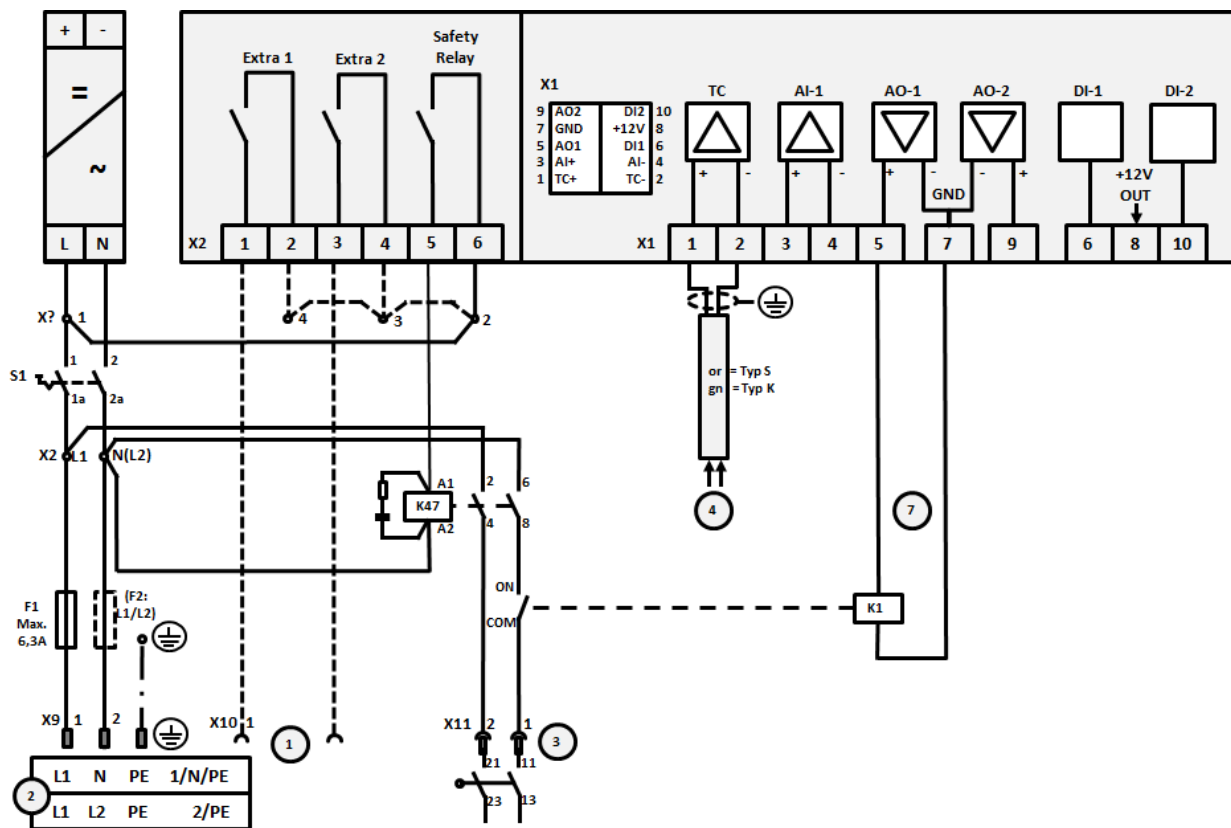 + -
=
~
L N
Safety
Relay
Extra 1 Extra 2
X2 1 2 3 4 5 6
X1
9 AO2 DI2 10
7 GND +12V 8
5 AO1 DI1 6
3 AI+ AI- 4
1 TC+ TC- 2
TC AI-1 AO-1 AO-2 DI-1 DI-2
+ - + - + - - +
GND
+12V
OUT
X1 1 2 3 4 5 7 9 6 8 10
X? 1 4 3 2
1 2
S1
1a 2a
or = Typ S
gn = Typ K
X2 L1 N(L2)
A1 2 6
K47
A2 4 8
4 7
ON
COM
K1
F1
Max.
6,3A
(F2:
L1/L2)
X9 1 2
X10 1
1
X11 2 1
3
21 11
23 13
2
L1 N PE 1/N/PE
L1 L2 PE 2/PE